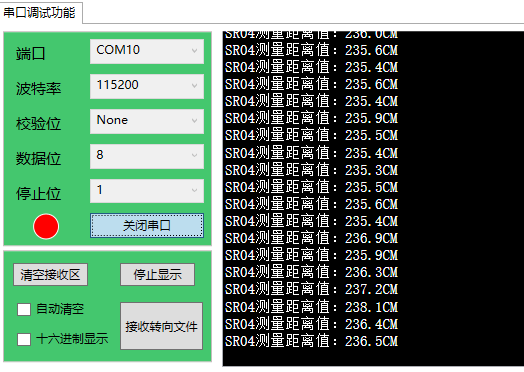 串口调试功能
端口 COM10
波特率 115200
校验位 None
数据位 8
停止位 1
关闭串口
清空接收区 停止显示
自动清空
十六进制显示
接收转向文件
SR04测量距离值：236.0CM
SR04测量距离值：235.6CM
SR04测量距离值：235.4CM
SR04测量距离值：235.6CM
SR04测量距离值：235.4CM
SR04测量距离值：235.9CM
SR04测量距离值：235.5CM
SR04测量距离值：235.4CM
SR04测量距离值：235.3CM
SR04测量距离值：235.5CM
SR04测量距离值：235.6CM
SR04测量距离值：235.4CM
SR04测量距离值：236.9CM
SR04测量距离值：235.9CM
SR04测量距离值：236.3CM
SR04测量距离值：237.2CM
SR04测量距离值：238.1CM
SR04测量距离值：236.4CM
SR04测量距离值：236.5CM